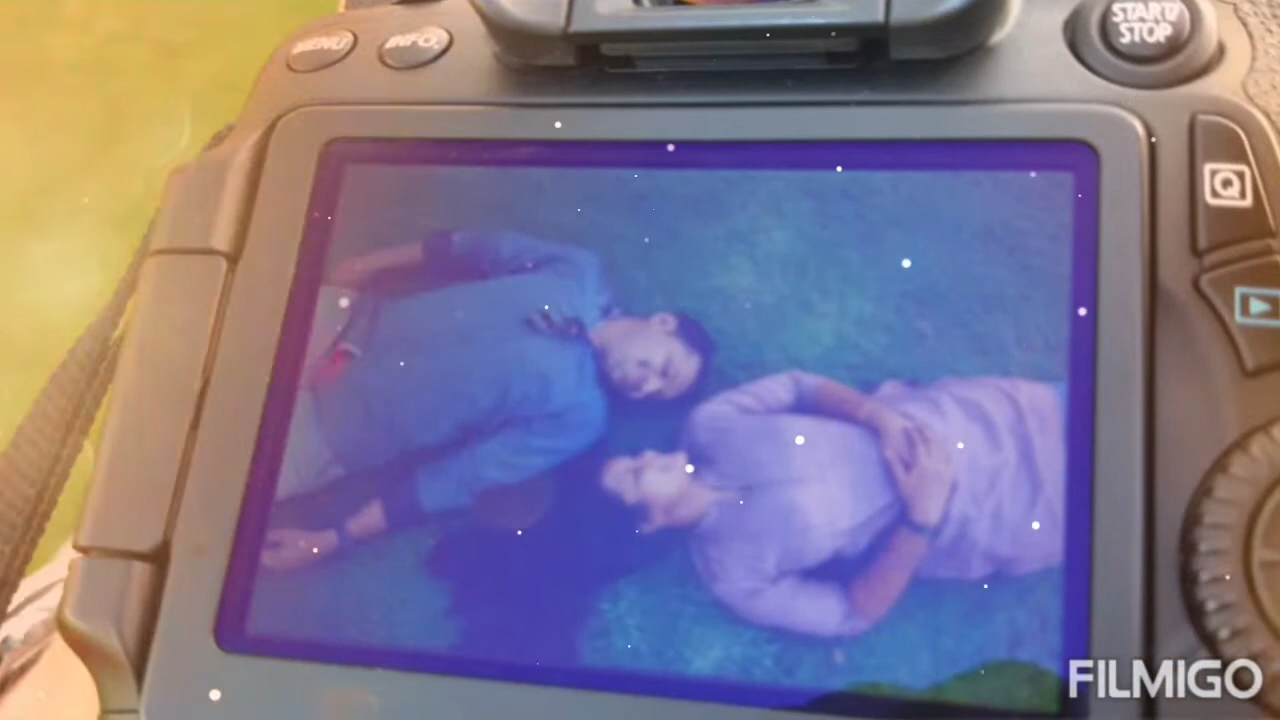 MENU
INFO.
START/
STOP
Q
FILMIGO